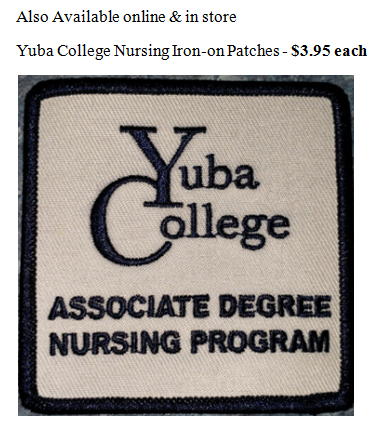 Also Available online & in store
Yuba College Nursing Iron-on Patches - $3.95 each
Yuba
College
ASSOCIATE DEGREE
NURSING PROGRAM